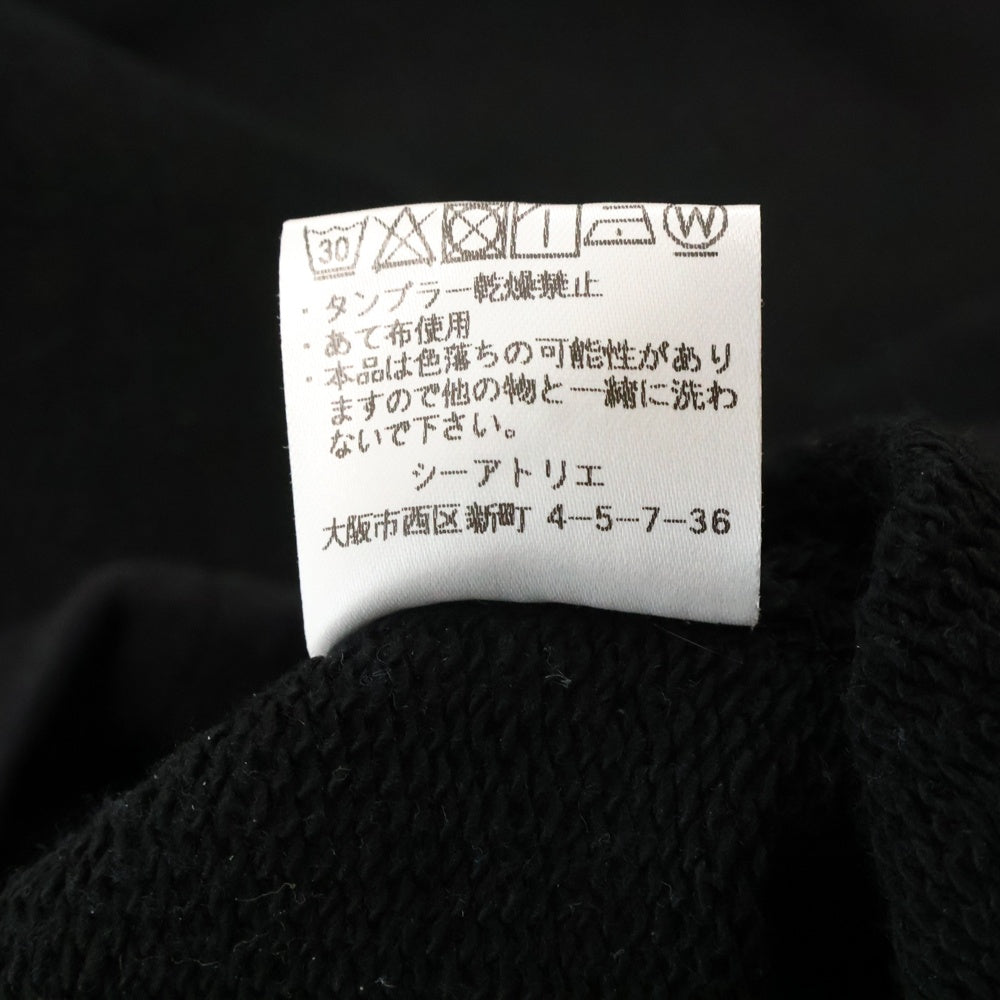 30 W
・タンブラー乾燥禁止
・あて布使用
・本品は色落ちの可能性があり
ますので他の物と一緒に洗わ
ないで下さい。
シーアトリエ
大阪市西区新町 4-5-7-36